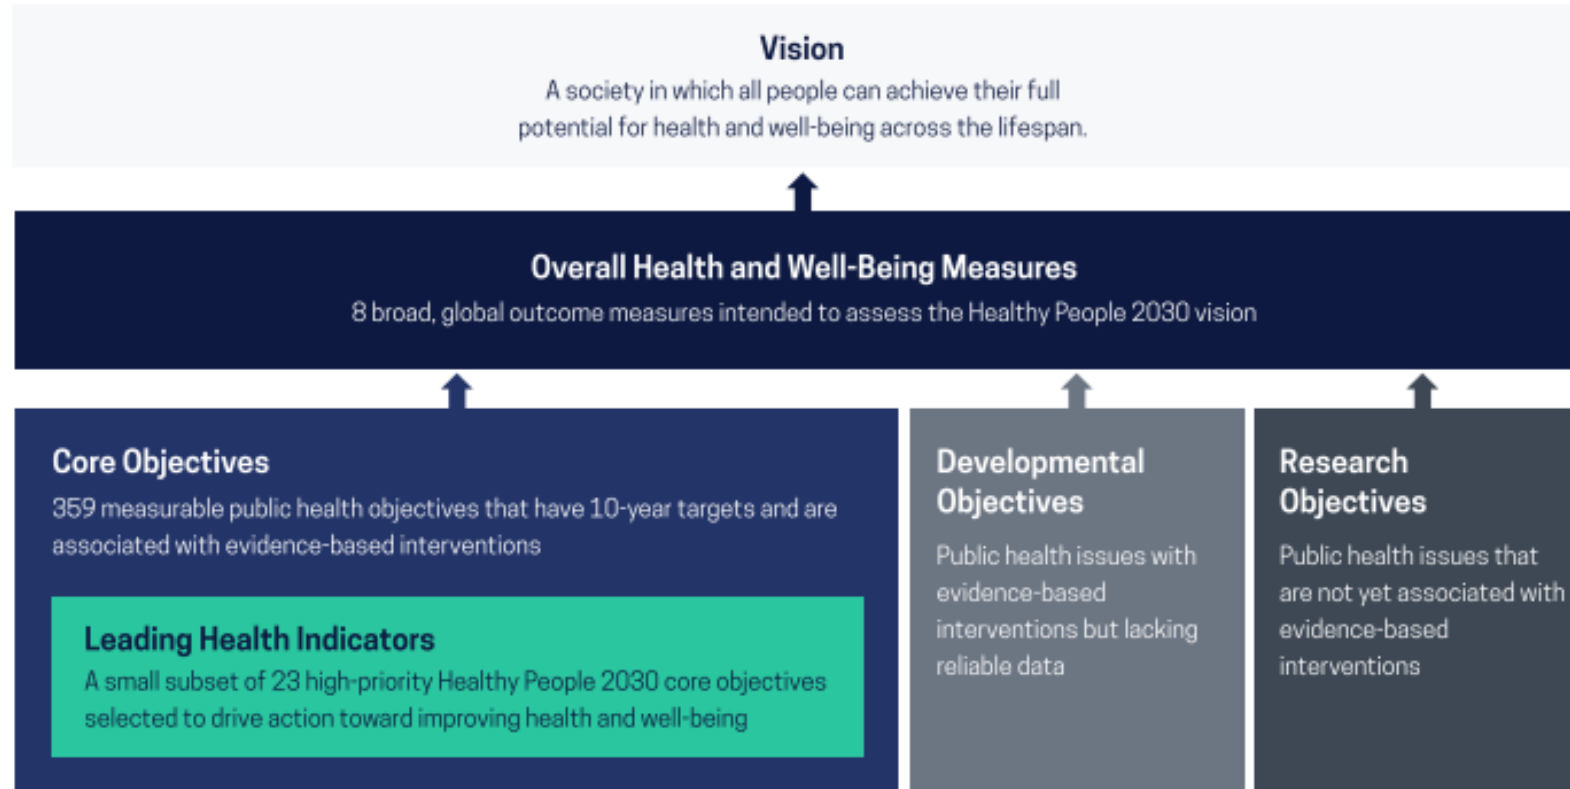 Vision
A society in which all people can achieve their full
potential for health and well-being across the lifespan.
Overall Health and Well-Being Measures
8 broad, global outcome measures intended to assess the Healthy People 2030 vision
Core Objectives
359 measurable public health objectives that have 10-year targets and are
associated with evidence-based interventions
Leading Health Indicators
A small subset of 23 high-priority Healthy People 2030 core objectives
selected to drive action toward improving health and well-being
Developmental
Objectives
Public health issues with
evidence-based
interventions but lacking
reliable data
Research
Objectives
Public health issues that
are not yet associated with
evidence-based
interventions